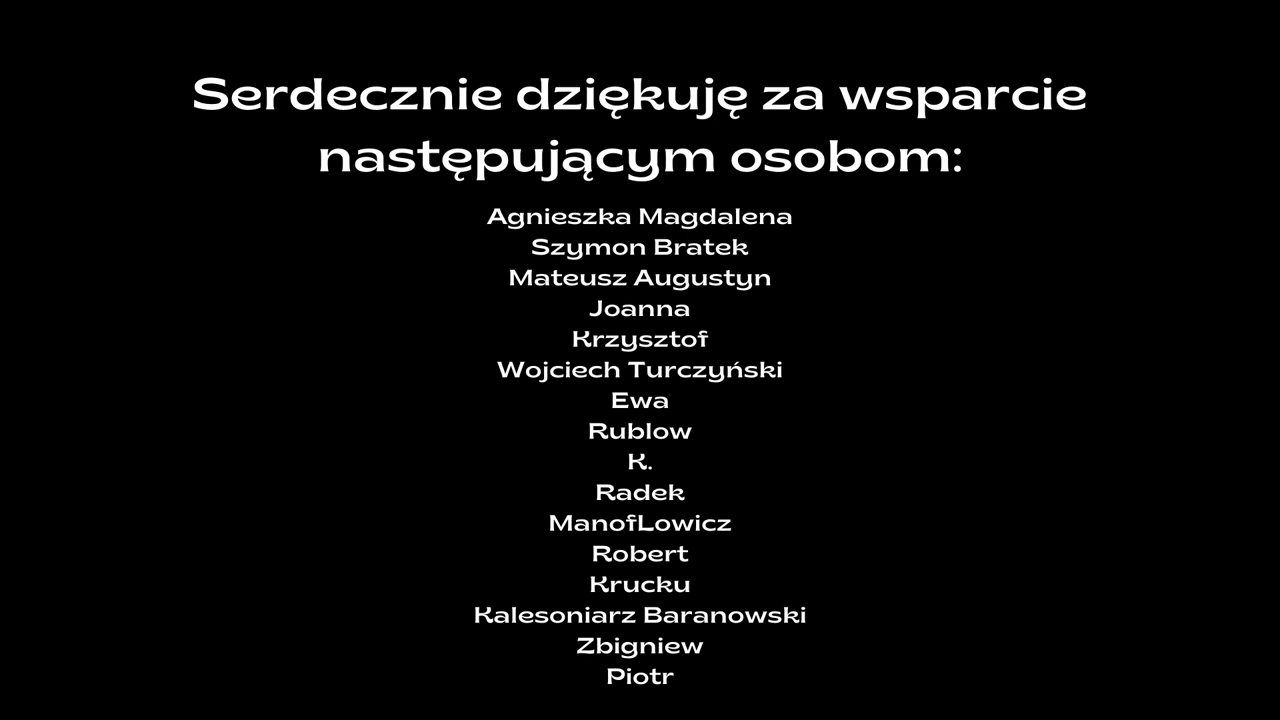 Serdecznie dziękuję za wsparcie
następującym osobom:
Agnieszka Magdalena
Szymon Bratek
Mateusz Augustyn
Joanna
Krzysztof
Wojciech Turczyński
Ewa
Rublow
K.
Radek
ManofLowicz
Robert
Krucku
Kalesoniarz Baranowski
Zbigniew
Piotr